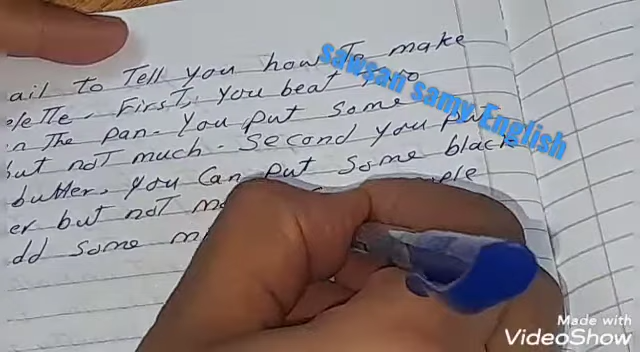 ail to Tell you how To make
elette. First, you beat
n The pan. you put some
but not much. Second you pu
butter. you can put some black
er but not m ple
dd some m
sawsan samy English
Made with
VideoShow